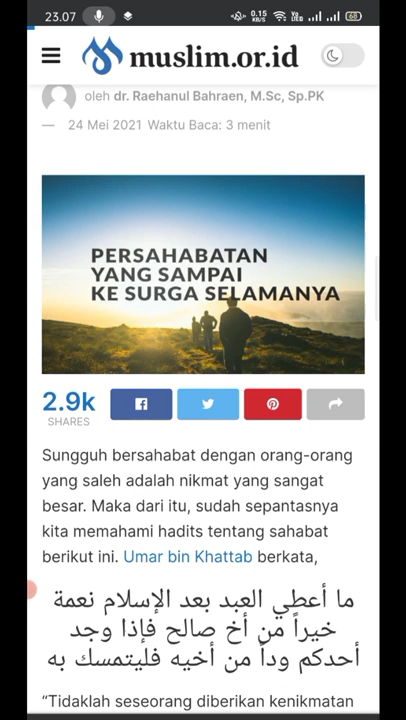 23.07
0.15
KB/S
68
muslim.or.id
oleh dr. Raehanul Bahraen, M.Sc, Sp.PK
— 24 Mei 2021 Waktu Baca: 3 menit
PERSAHABATAN
YANG SAMPAI
KE SURGA SELAMANYA
2.9k
SHARES
Sungguh bersahabat dengan orang-orang
yang saleh adalah nikmat yang sangat
besar. Maka dari itu, sudah sepantasnya
kita memahami hadits tentang sahabat
berikut ini. Umar bin Khattab berkata,
ما أعطي العبد بعد الإسلام نعمة
خيراً من أخ صالح فإذا وجد
أحدكم وداً من أخيه فليتمسك به
“Tidaklah seseorang diberikan kenikmatan